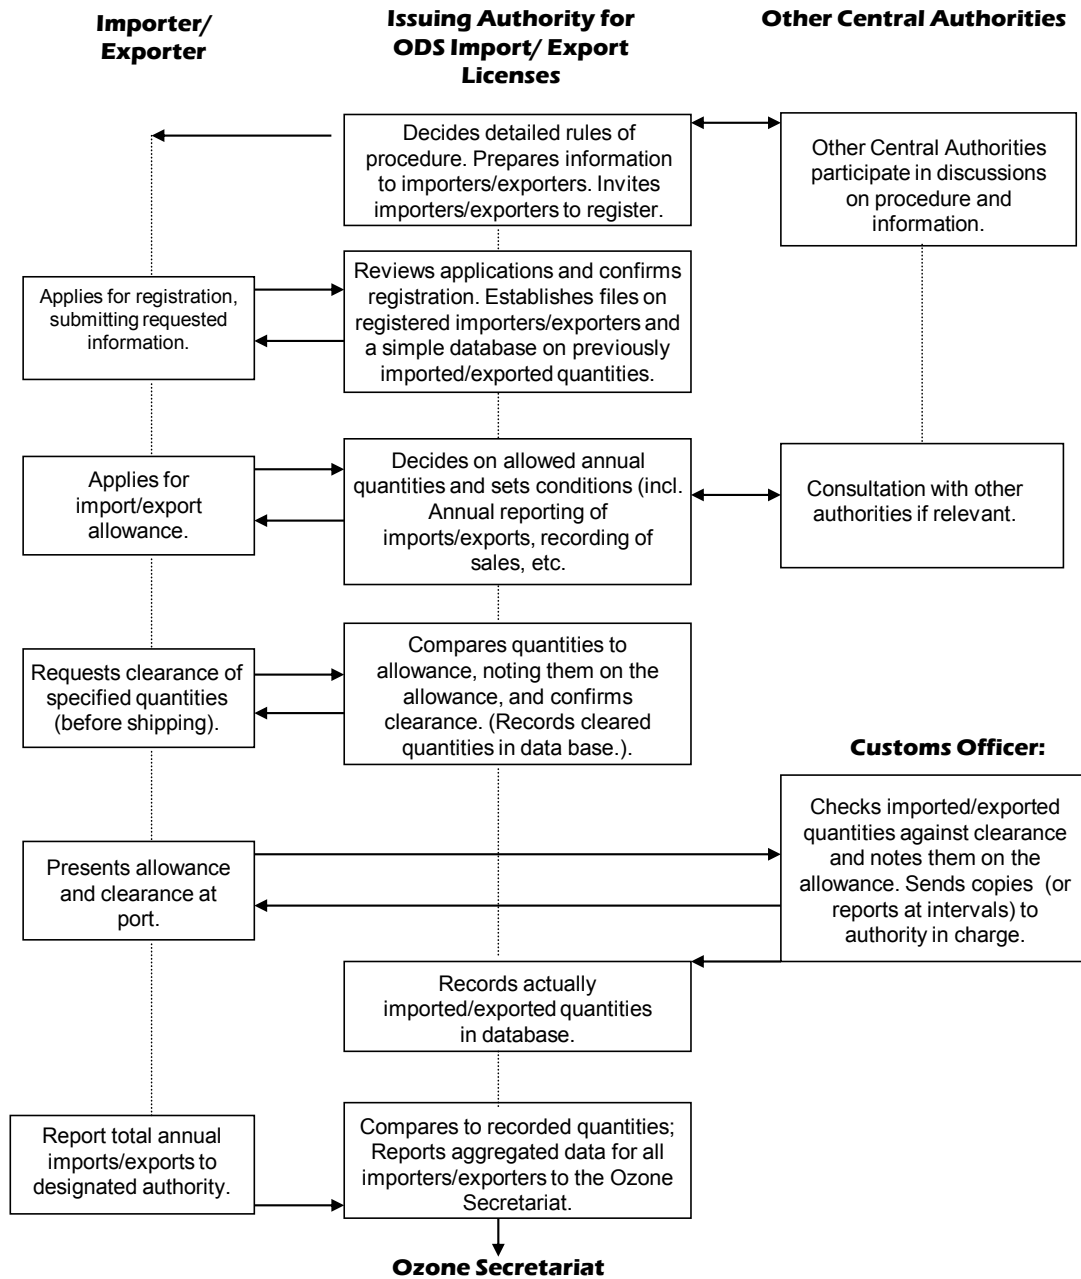 Importer/
Exporter
Issuing Authority for
ODS Import/ Export
Licenses
Other Central Authorities
Decides detailed rules of
procedure. Prepares information
to importers/exporters. Invites
importers/exporters to register.
Other Central Authorities
participate in discussions
on procedure and
information.
Applies for registration,
submitting requested
information.
Reviews applications and confirms
registration. Establishes files on
registered importers/exporters and
a simple database on previously
imported/exported quantities.
Applies for
import/export
allowance.
Decides on allowed annual
quantities and sets conditions (incl.
Annual reporting of
imports/exports, recording of
sales, etc.
Consultation with other
authorities if relevant.
Requests clearance of
specified quantities
(before shipping).
Compares quantities to
allowance, noting them on the
allowance, and confirms
clearance. (Records cleared
quantities in data base.).
Customs Officer:
Checks imported/exported
quantities against clearance
and notes them on the
allowance. Sends copies (or
reports at intervals) to
authority in charge.
Presents allowance
and clearance at
port.
Records actually
imported/exported quantities
in database.
Report total annual
imports/exports to
designated authority.
Compares to recorded quantities;
Reports aggregated data for all
importers/exporters to the Ozone
Secretariat.
Ozone Secretariat